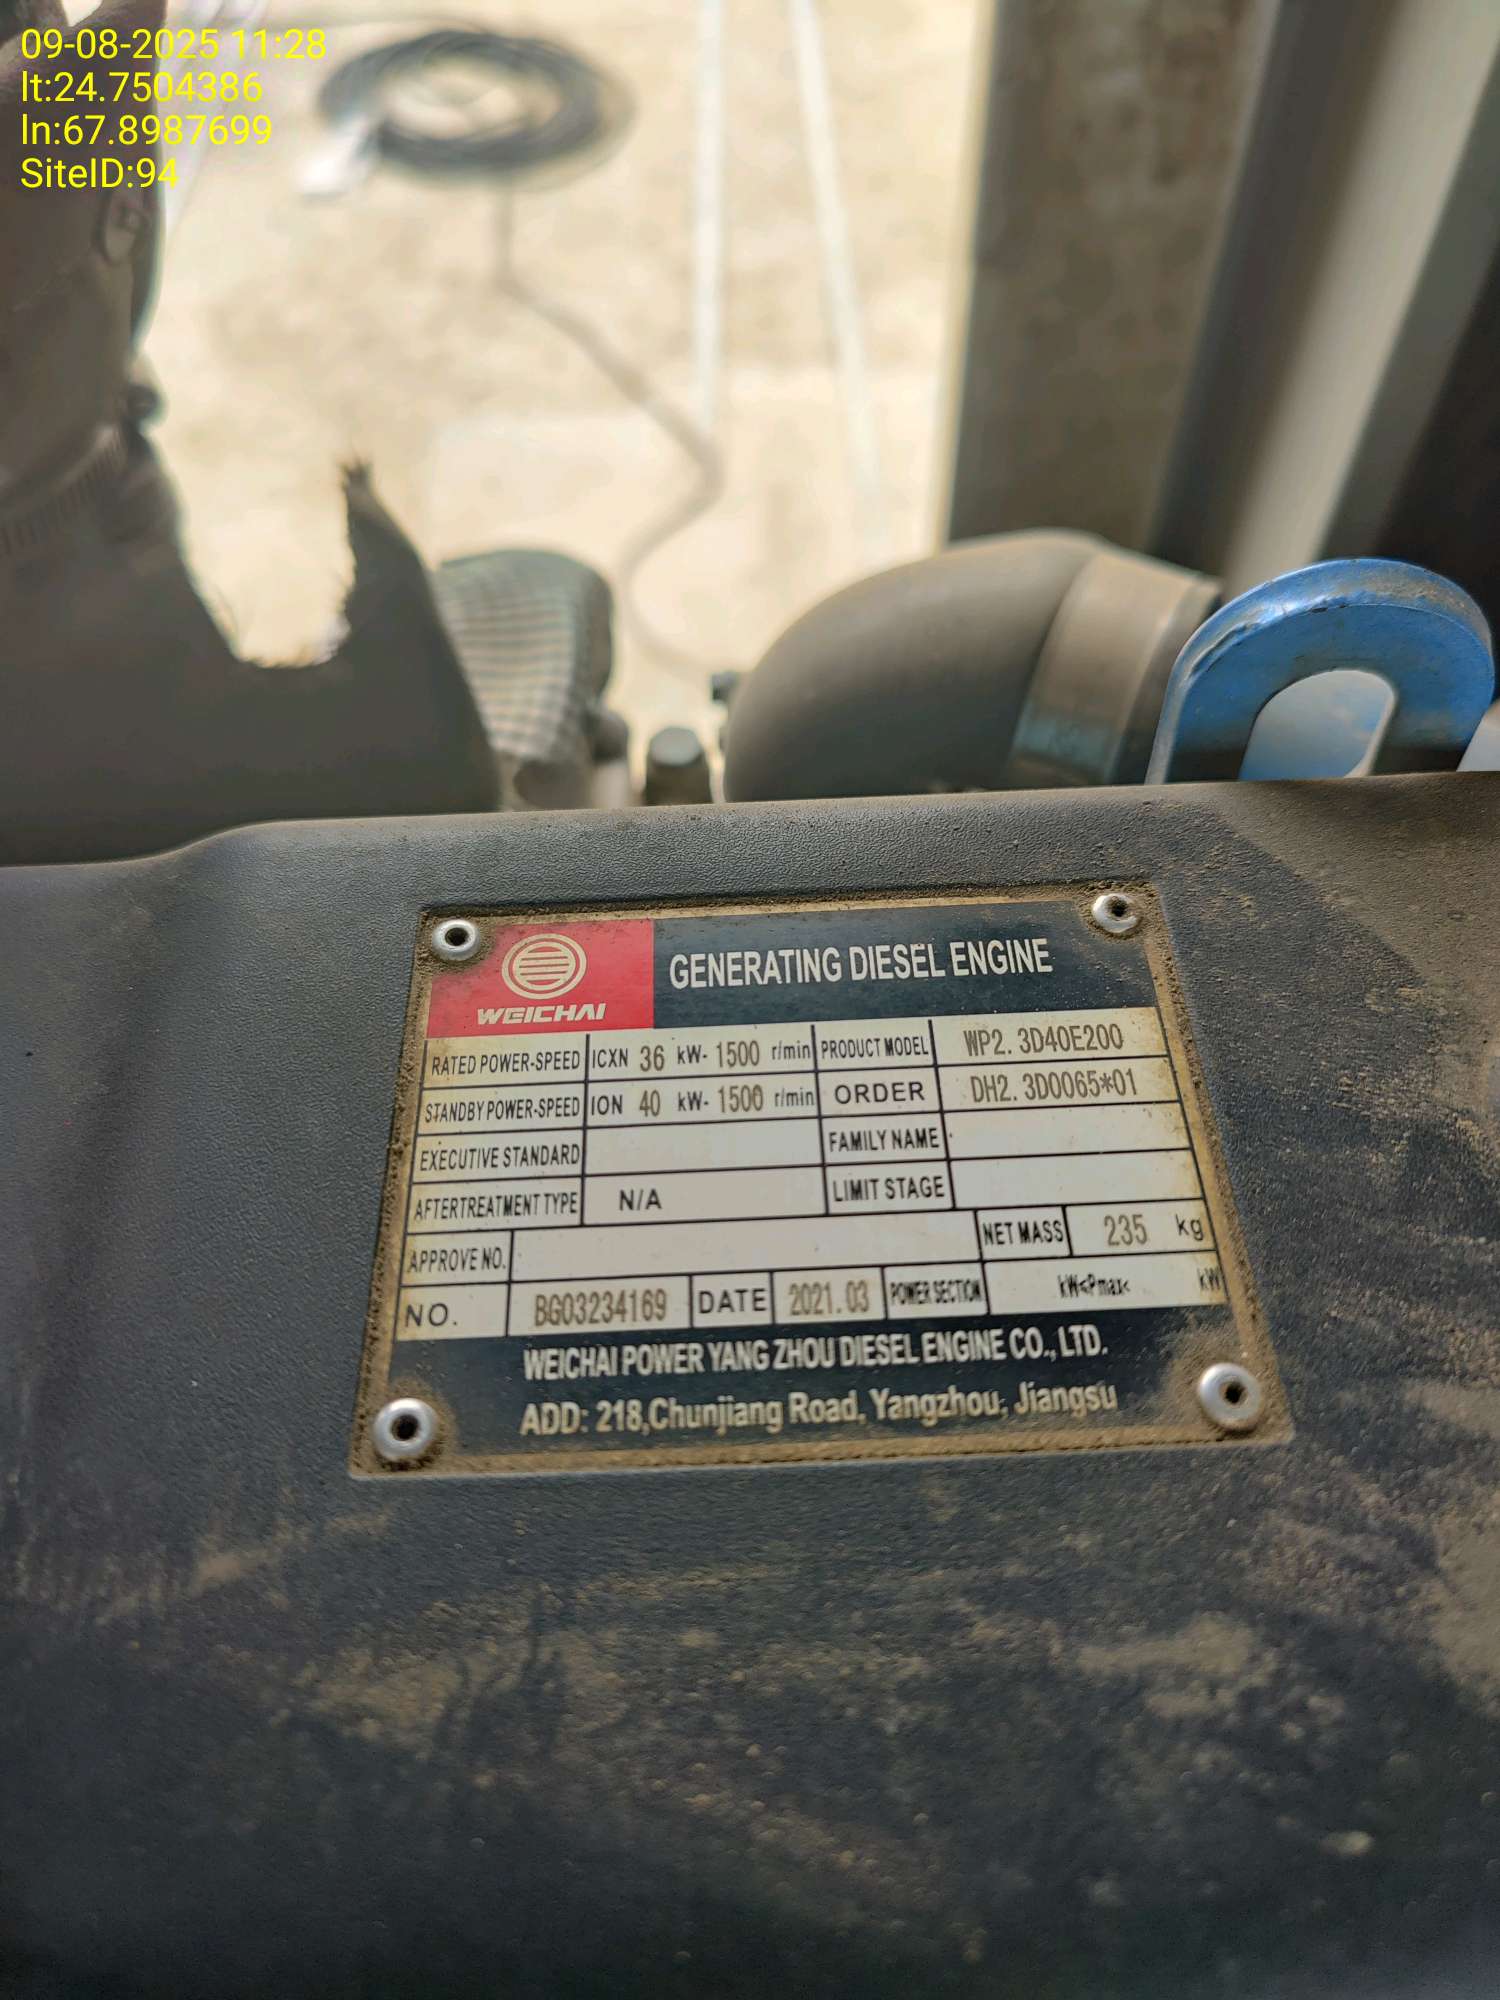 09-08-2025 11:28
lt:24.7504386
ln:67.8987699
SiteID:94
WEICHAI
GENERATING DIESEL ENGINE
RATED POWER-SPEED ICXN 36 kW- 1500 r/min PRODUCT MODEL WP2.3D40E200
STANDBY POWER-SPEED ION 40 kW- 1500 r/min ORDER DH2.3D0065*01
EXECUTIVE STANDARD FAMILY NAME
AFTERTREATMENT TYPE N/A LIMIT STAGE
APPROVE NO. NET MASS 235 kg
NO. BG03234169 DATE 2021.03 POWER SECTION kW≤Pmax< kW
WEICHAI POWER YANG ZHOU DIESEL ENGINE CO., LTD.
ADD: 218,Chunjiang Road, Yangzhou, Jiangsu